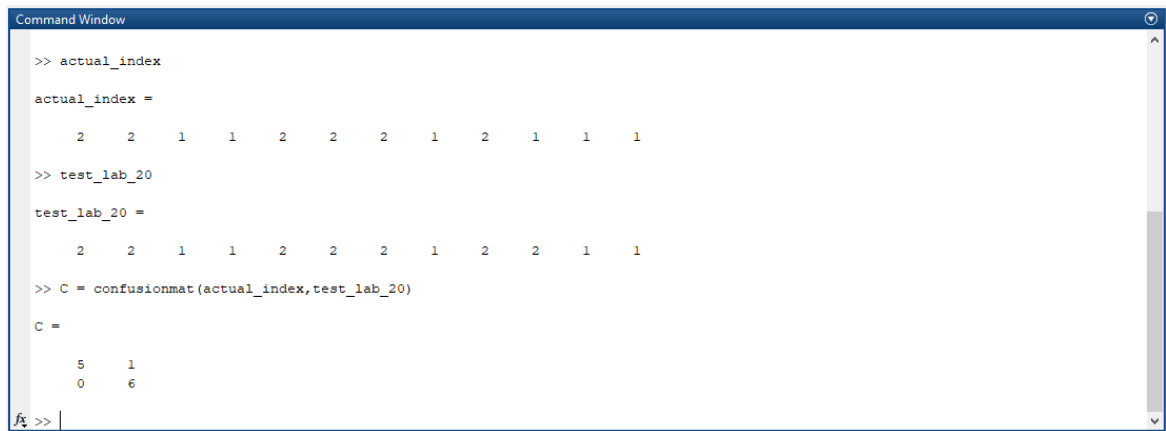 Command Window
>> actual_index
actual_index =
2 2 1 1 2 2 2 1 2 1 1 1
>> test_lab_20
test_lab_20 =
2 2 1 1 2 2 2 1 2 2 1 1
>> C = confusionmat(actual_index,test_lab_20)
C =
5 1
0 6
fx >>